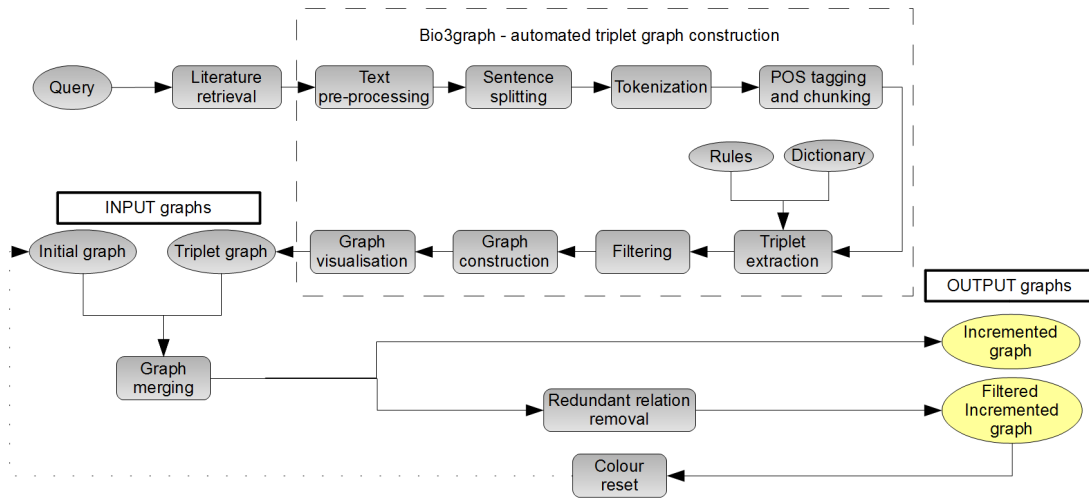 Bio3graph - automated triplet graph construction
Query
Literature
retrieval
Text
pre-processing
Sentence
splitting
Tokenization
POS tagging
and chunking
Rules
Dictionary
INPUT graphs
Initial graph
Triplet graph
Graph
visualisation
Graph
construction
Filtering
Triplet
extraction
OUTPUT graphs
Graph
merging
Incremented
graph
Redundant relation
removal
Filtered
Incremented
graph
Colour
reset